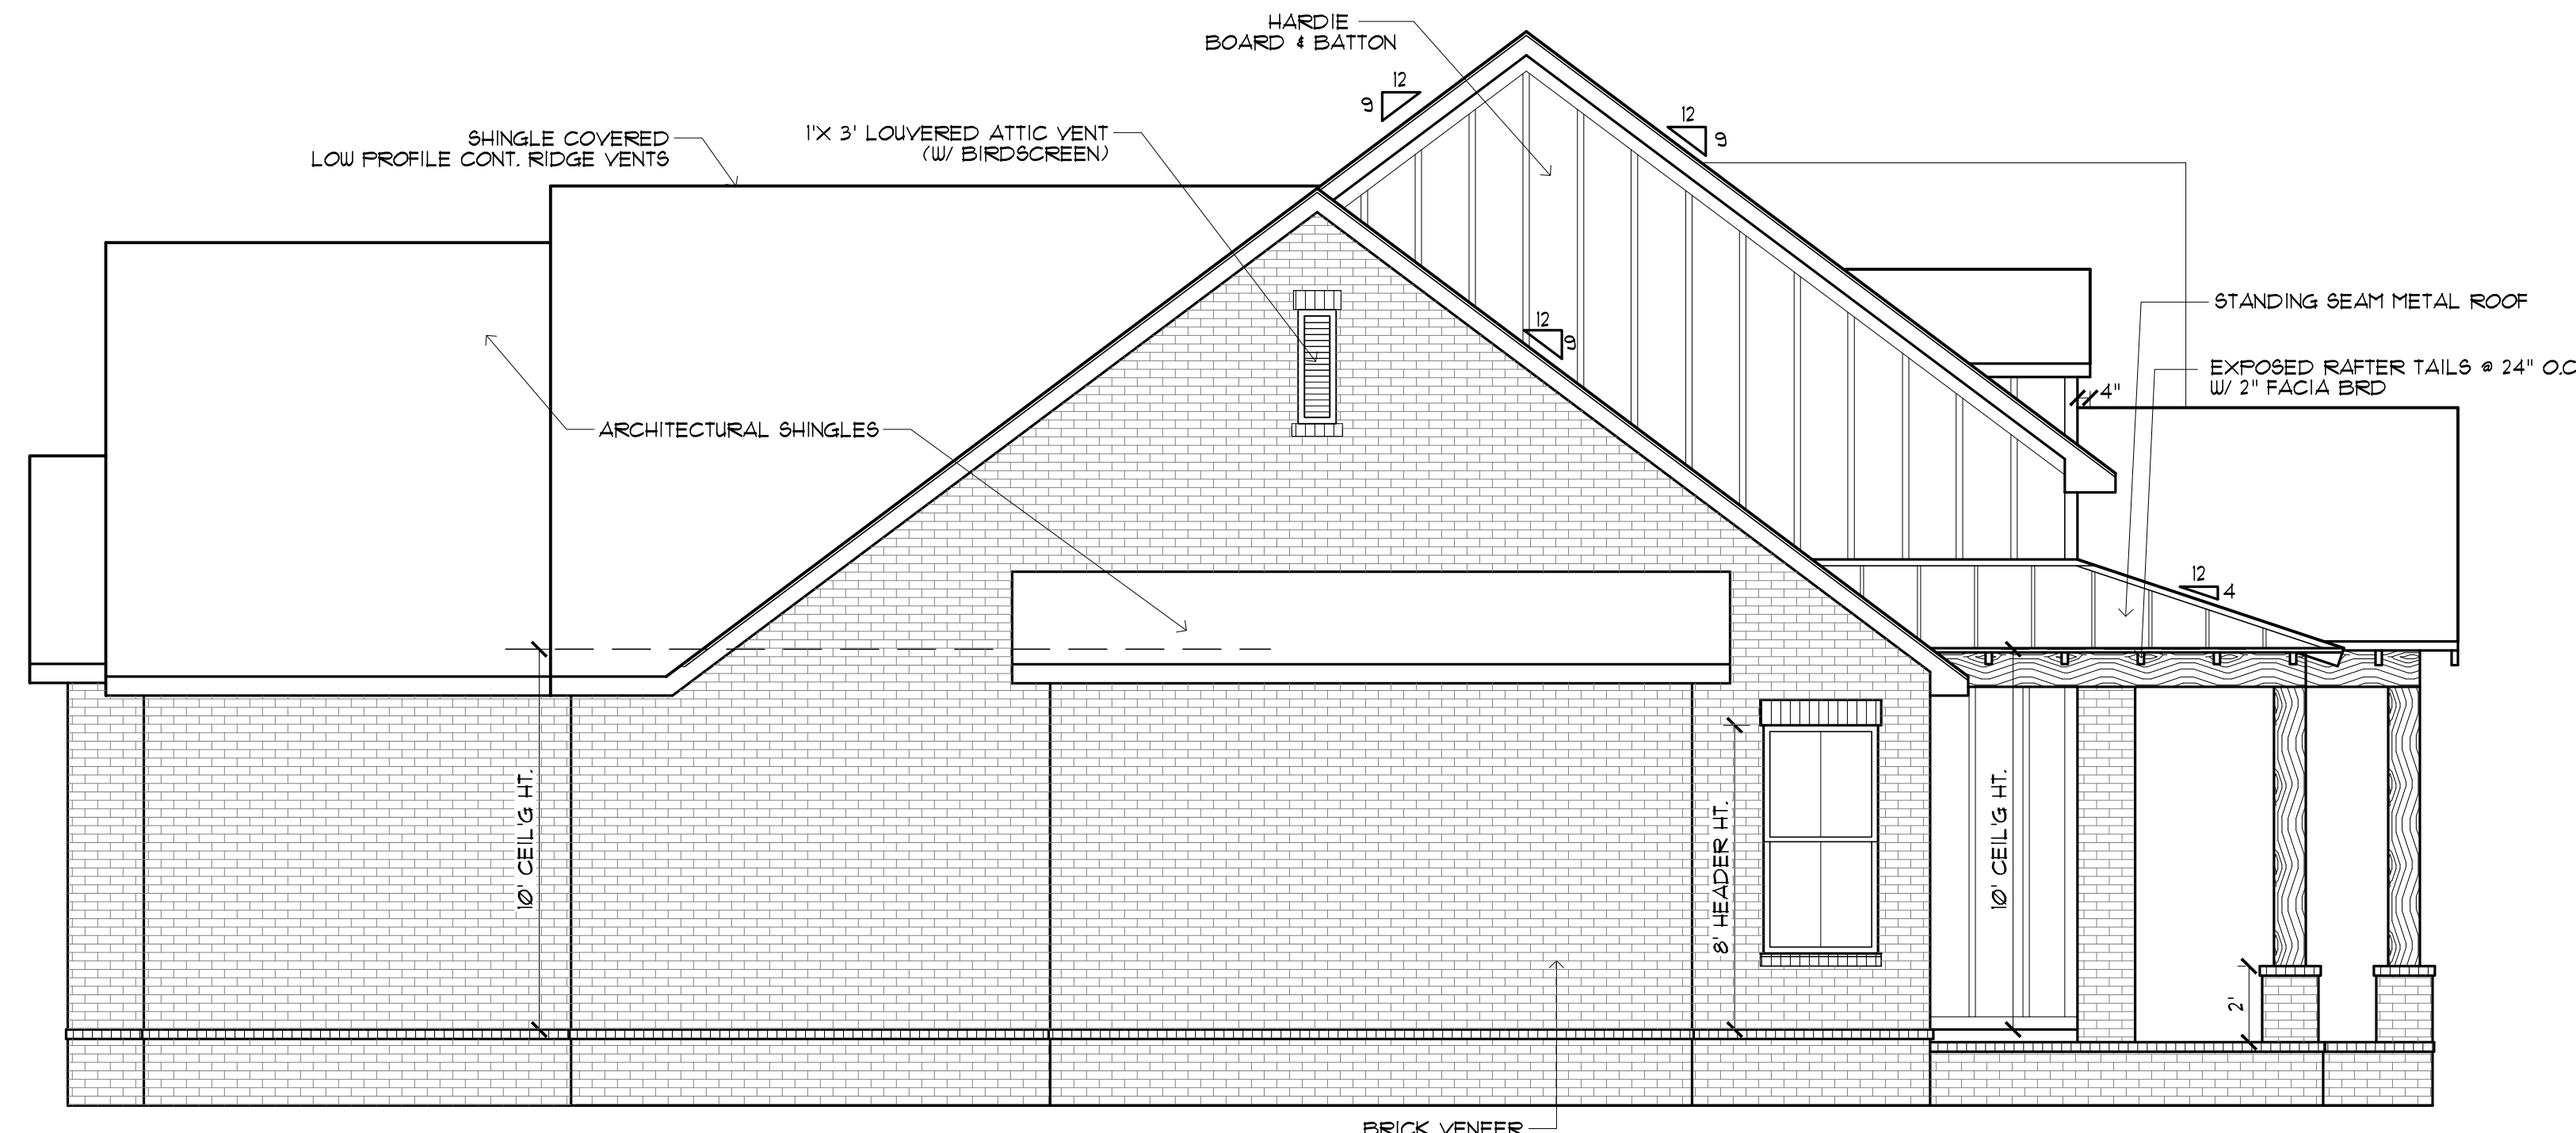 HARDIE
BOARD & BATTON
12
9
12
9
SHINGLE COVERED
LOW PROFILE CONT. RIDGE VENTS
1'X 3' LOUVERED ATTIC VENT
(W/ BIRDSCREEN)
STANDING SEAM METAL ROOF
12
9
EXPOSED RAFTER TAILS @ 24" O.C
W/ 2" FACIA BRD
4"
ARCHITECTURAL SHINGLES
12
4
10' CEIL'G HT.
8' HEADER HT.
10' CEIL'G HT.
2'
BRICK VENEER